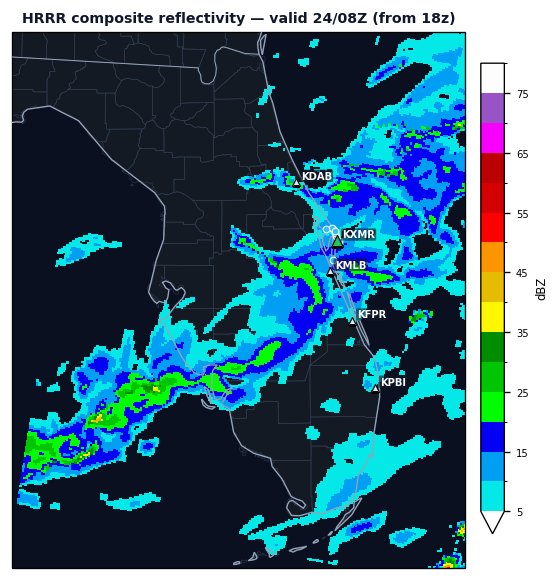 HRRR composite reflectivity — valid 24/08Z (from 18z)
KDAB
KXMR
KMLB
KFPR
KPBI
75
65
55
45
35
25
15
5
dBZ